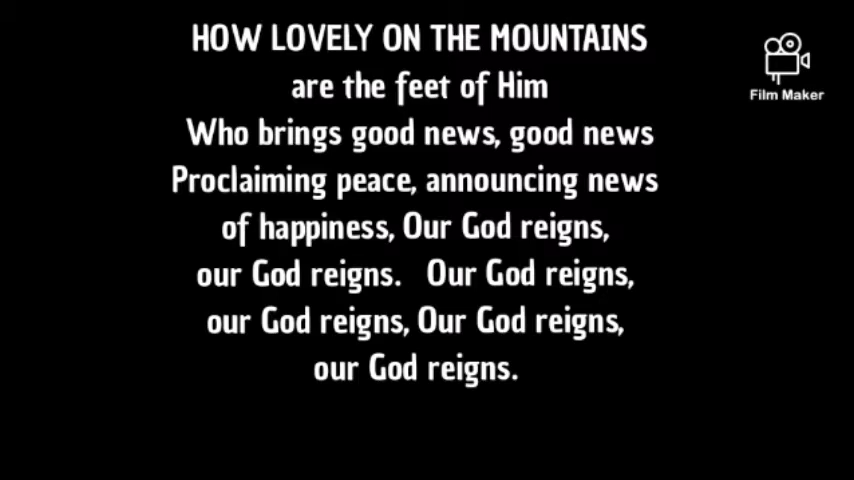 HOW LOVELY ON THE MOUNTAINS
are the feet of Him
Who brings good news, good news
Proclaiming peace, announcing news
of happiness, Our God reigns,
our God reigns. Our God reigns,
our God reigns, Our God reigns,
our God reigns.
Film Maker